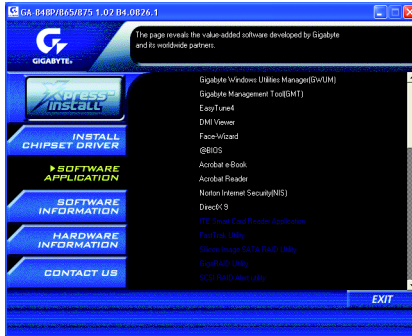 GA-848P/865/875 1.02 B4.0826.1
GIGABYTE
The page reveals the value-added software developed by Gigabyte
and its worldwide partners.
Xpress
INSTALL
INSTALL
CHIPSET DRIVER
SOFTWARE
APPLICATION
SOFTWARE
INFORMATION
HARDWARE
INFORMATION
CONTACT US
Gigabyte Windows Utilities Manager(GWUM)
Gigabyte Management Tool(GMT)
EasyTune4
DMI Viewer
Face-Wizard
@BIOS
Acrobat e-Book
Acrobat Reader
Norton Internet Security(NIS)
DirectX 9
EXIT